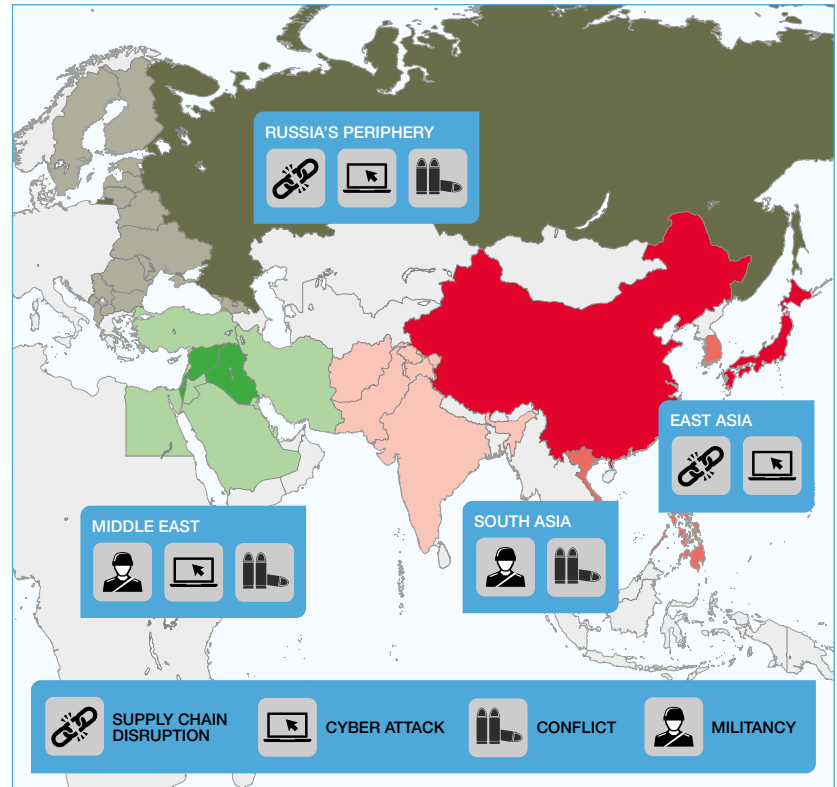 RUSSIA'S PERIPHERY
EAST ASIA
MIDDLE EAST
SOUTH ASIA
SUPPLY CHAIN
DISRUPTION
CYBER ATTACK
CONFLICT
MILITANCY